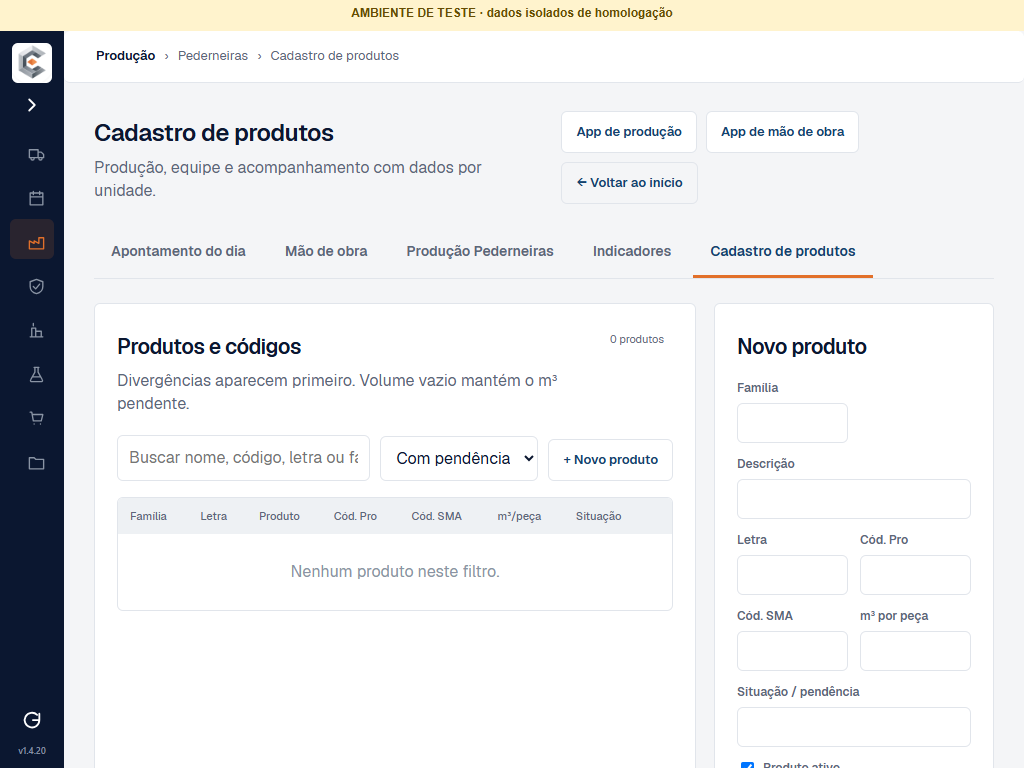 AMBIENTE DE TESTE · dados isolados de homologação
Produção › Pederneiras › Cadastro de produtos
Cadastro de produtos
Produção, equipe e acompanhamento com dados por
unidade.
App de produção
App de mão de obra
← Voltar ao início
Apontamento do dia
Mão de obra
Produção Pederneiras
Indicadores
Cadastro de produtos
Produtos e códigos
0 produtos
Divergências aparecem primeiro. Volume vazio mantém o m³
pendente.
Buscar nome, código, letra ou fa
Com pendência
+ Novo produto
Família Letra Produto Cód. Pro Cód. SMA m³/peça Situação
Nenhum produto neste filtro.
Novo produto
Família
Descrição
Letra
Cód. Pro
Cód. SMA
m³ por peça
Situação / pendência
Produto ativo
v1.4.20